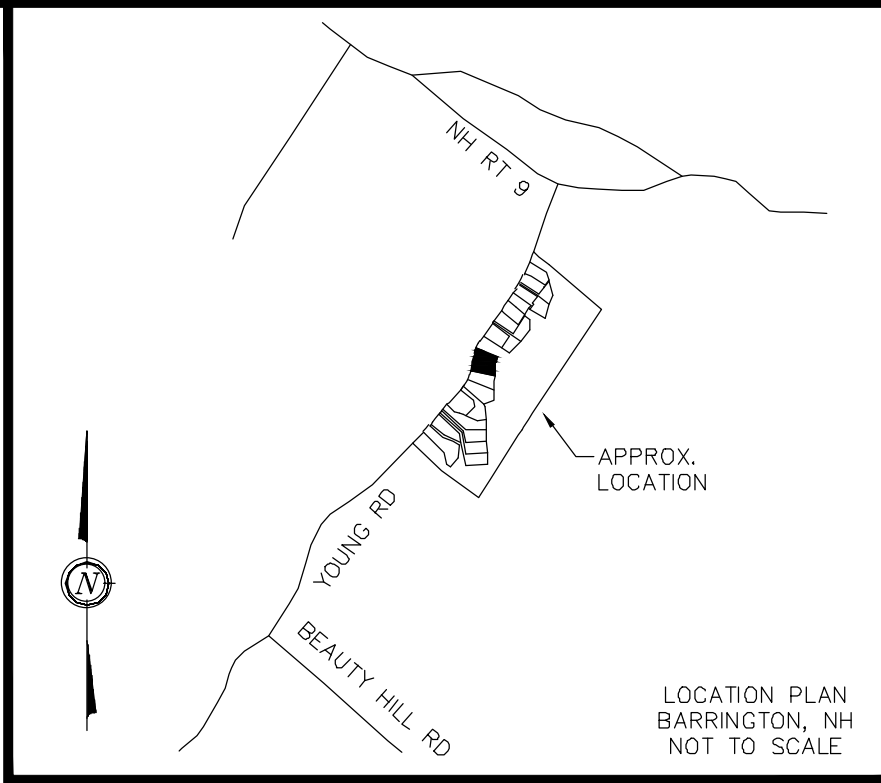 NH RT 9
APPROX.
LOCATION
YOUNG RD
N
BEAUTY HILL RD
LOCATION PLAN
BARRINGTON, NH
NOT TO SCALE